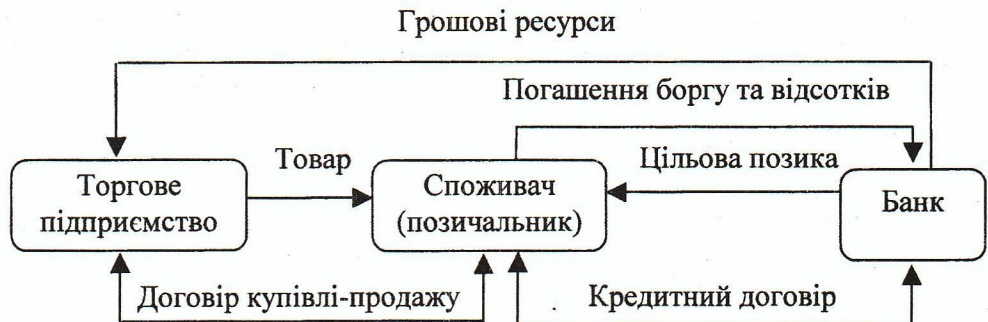 Грошові ресурси
Погашення боргу та відсотків
Товар
Цільова позика
Торгове
підприємство
Споживач
(позичальник)
Банк
Договір купівлі-продажу
Кредитний договір